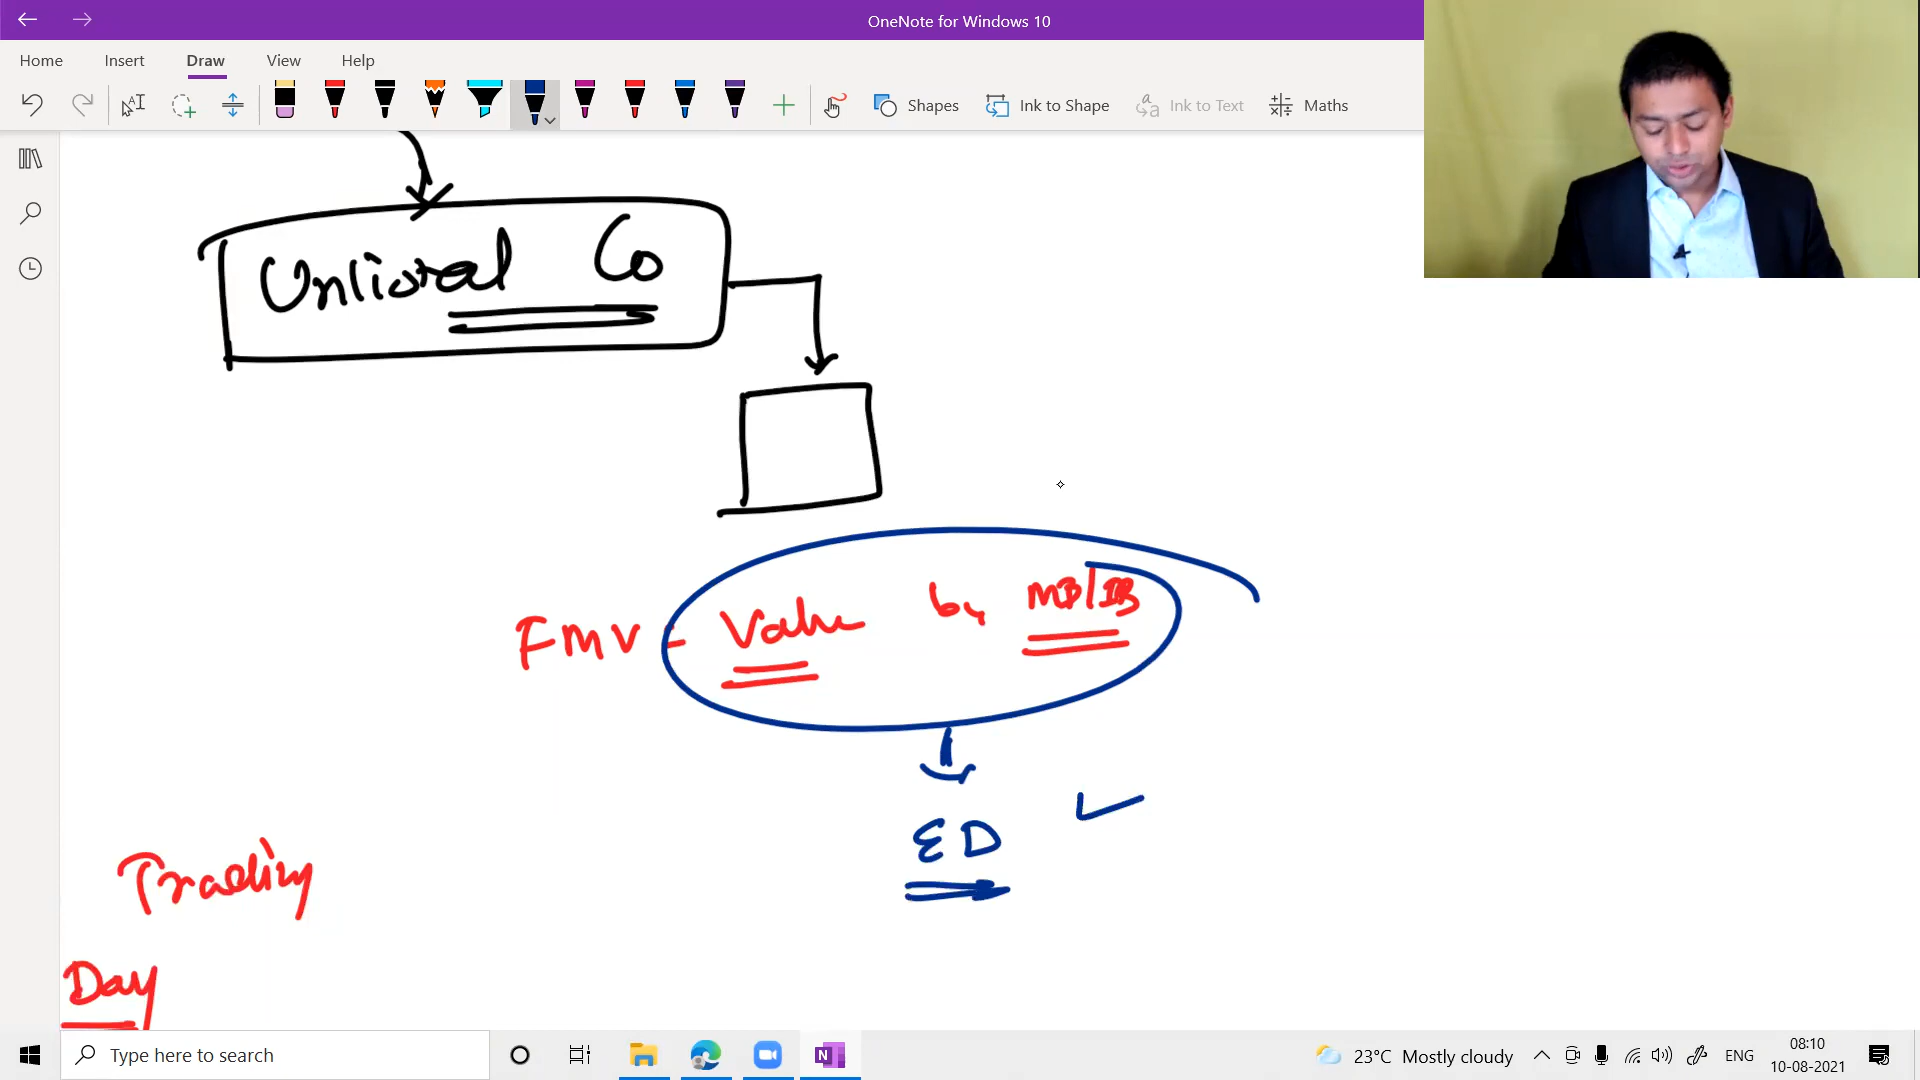 OneNote for Windows 10
Home Insert Draw View Help
Shapes Ink to Shape Ink to Text Maths
Unlisted Co
FMV = Value by MB/IB
ED
Trading
Day
Type here to search
23°C Mostly cloudy ENG 08:10
10-08-2021